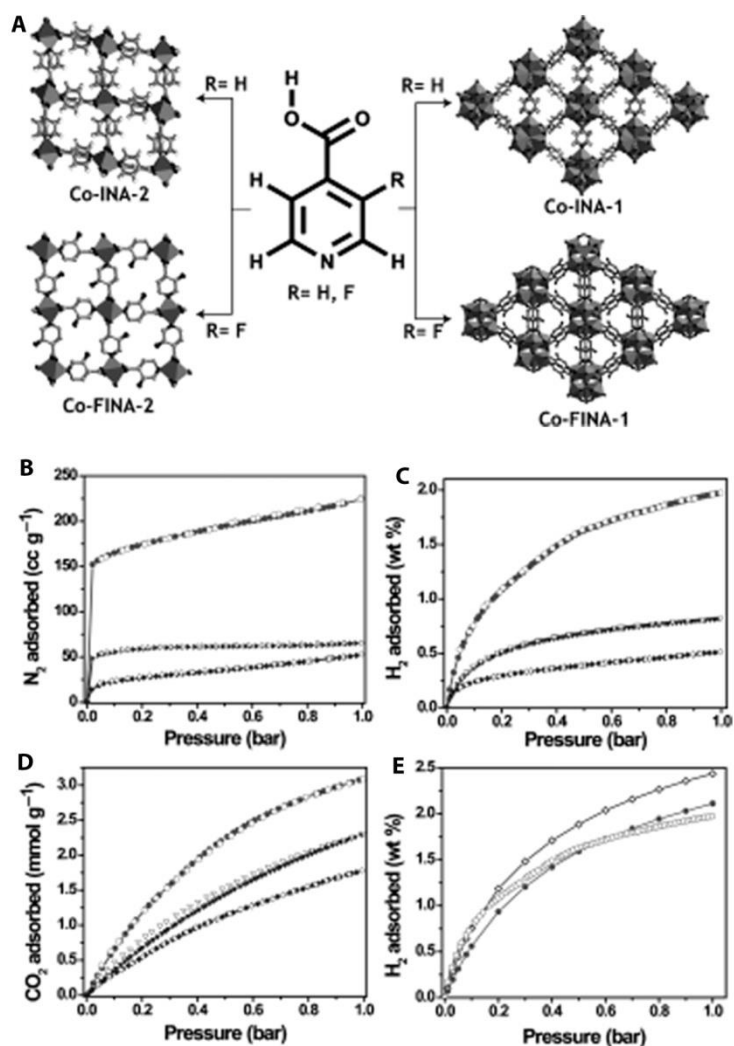 A
R= H
R= H
H
O
O
R
H
H
N
H
R= H, F
Co-INA-2
Co-INA-1
R= F
R= F
Co-FINA-2
Co-FINA-1
B
N₂ adsorbed (cc g⁻¹)
250
200
150
100
50
0
0.0 0.2 0.4 0.6 0.8 1.0
Pressure (bar)
C
H₂ adsorbed (wt %)
2.0
1.5
1.0
0.5
0.0
0.0 0.2 0.4 0.6 0.8 1.0
Pressure (bar)
D
CO₂ adsorbed (mmol g⁻¹)
3.0
2.5
2.0
1.5
1.0
0.5
0.0
0.0 0.2 0.4 0.6 0.8 1.0
Pressure (bar)
E
H₂ adsorbed (wt %)
2.5
2.0
1.5
1.0
0.5
0.0
0.0 0.2 0.4 0.6 0.8 1.0
Pressure (bar)